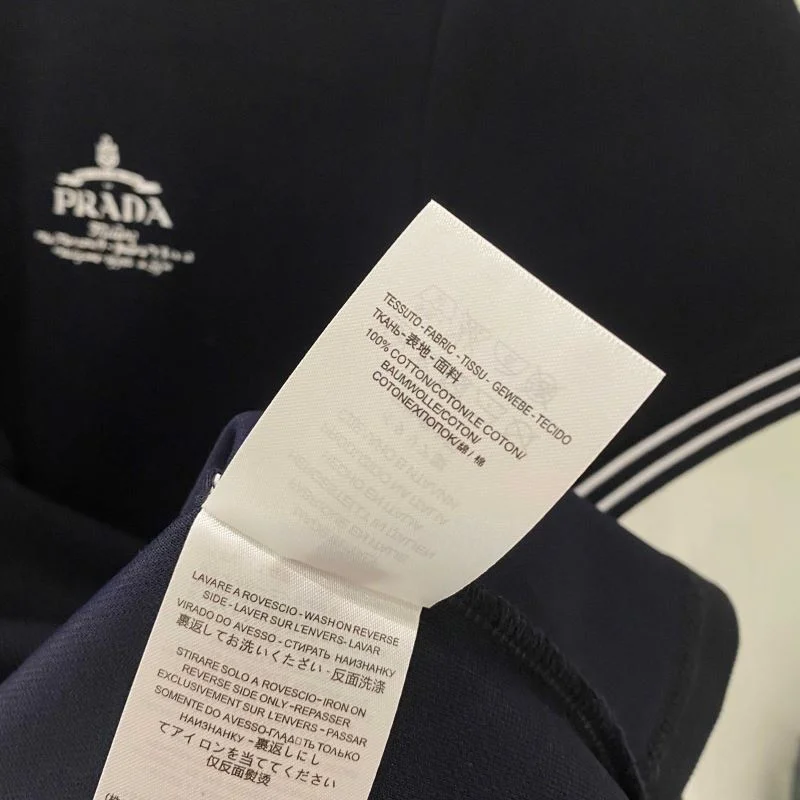 PRADA
TESSUTO - FABRIC - TISSU - GEWEBE - TECIDO
ТКАНЬ - 表地 - 面料
100% COTTON/COTON/LE COTON/
BAUMWOLLE/COTON/
COTONE/ХЛОПОК/綿/棉
LAVARE A ROVESCIO - WASH ON REVERSE
SIDE - LAVER SUR L'ENVERS - LAVAR
VIRADO DO AVESSO - СТИРАТЬ НАИЗНАНКУ
裏返してお洗いください - 反面洗涤
STIRARE SOLO A ROVESCIO - IRON ON
REVERSE SIDE ONLY - REPASSER
EXCLUSIVEMENT SUR L'ENVERS - PASSAR
SOMENTE DO AVESSO - ГЛАД□ТЬ ТОЛЬКО
НАИЗНАНКУ - 裏返しにし
てアイロンを当ててください
仅反面熨烫